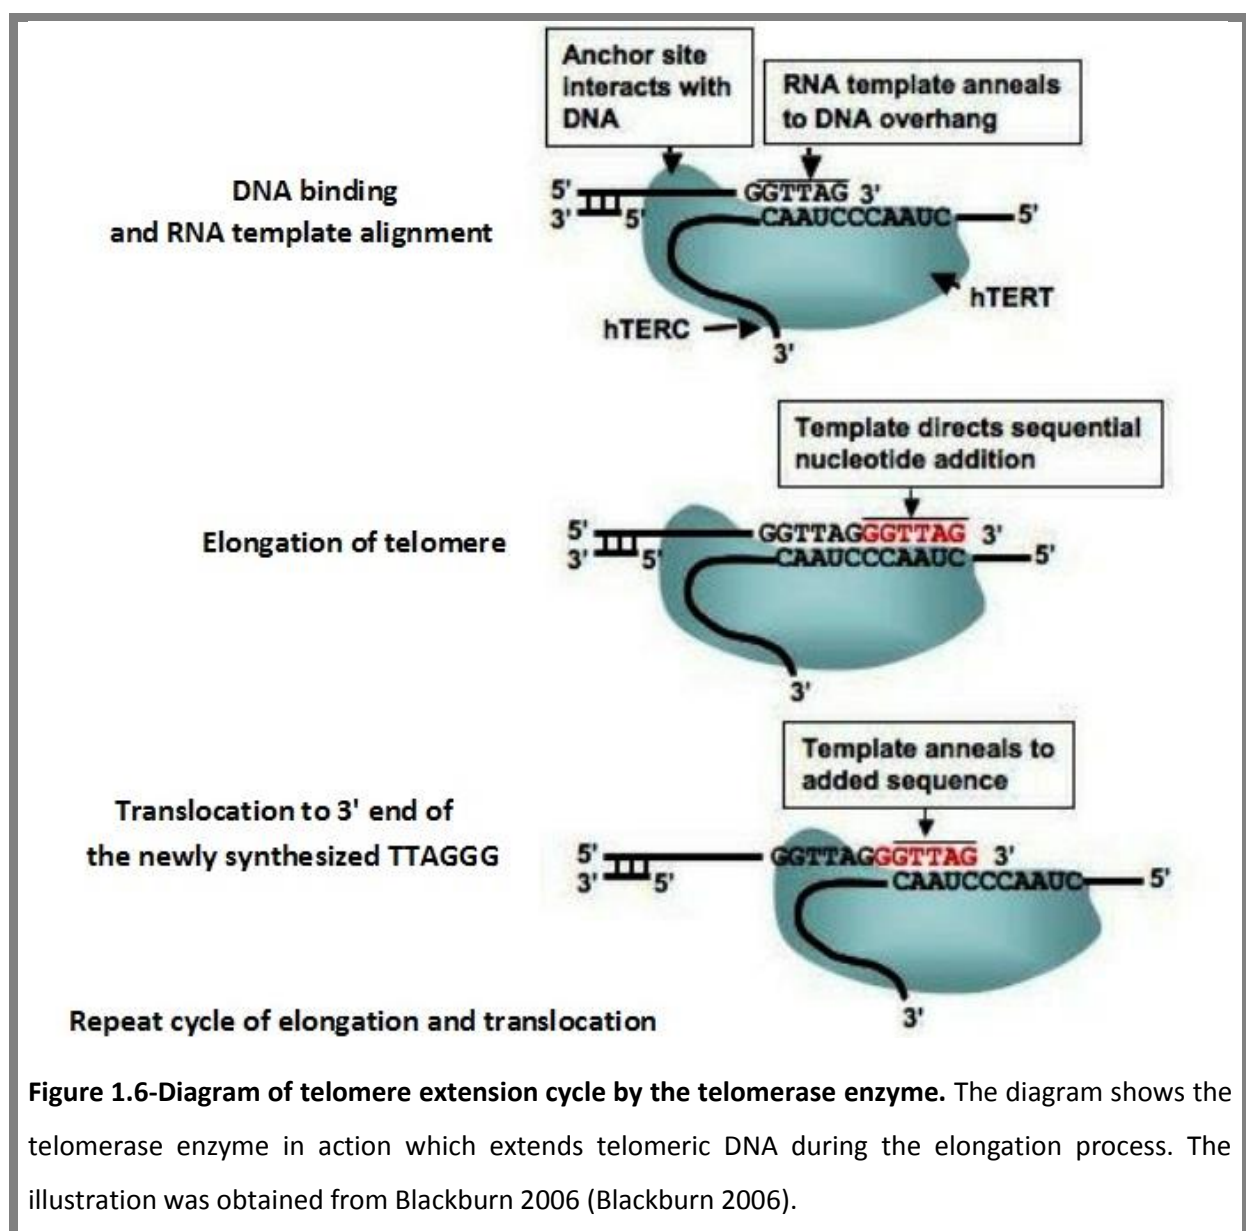 Anchor site
interacts with
DNA
RNA template anneals
to DNA overhang
DNA binding
and RNA template alignment
5' GGTTAG 3'
3' 5' CAAUCCCAAUC 5'
hTERT
hTERC
3'
Template directs sequential
nucleotide addition
Elongation of telomere
5' GGTTAGGGTTAG 3'
3' 5' CAAUCCCAAUC 5'
3'
Template anneals to
added sequence
Translocation to 3' end of
the newly synthesized TTAGGG
5' GGTTAGGGTTAG 3'
3' 5' CAAUCCCAAUC 5'
3'
Repeat cycle of elongation and translocation
Figure 1.6-Diagram of telomere extension cycle by the telomerase enzyme. The diagram shows the
telomerase enzyme in action which extends telomeric DNA during the elongation process. The
illustration was obtained from Blackburn 2006 (Blackburn 2006).